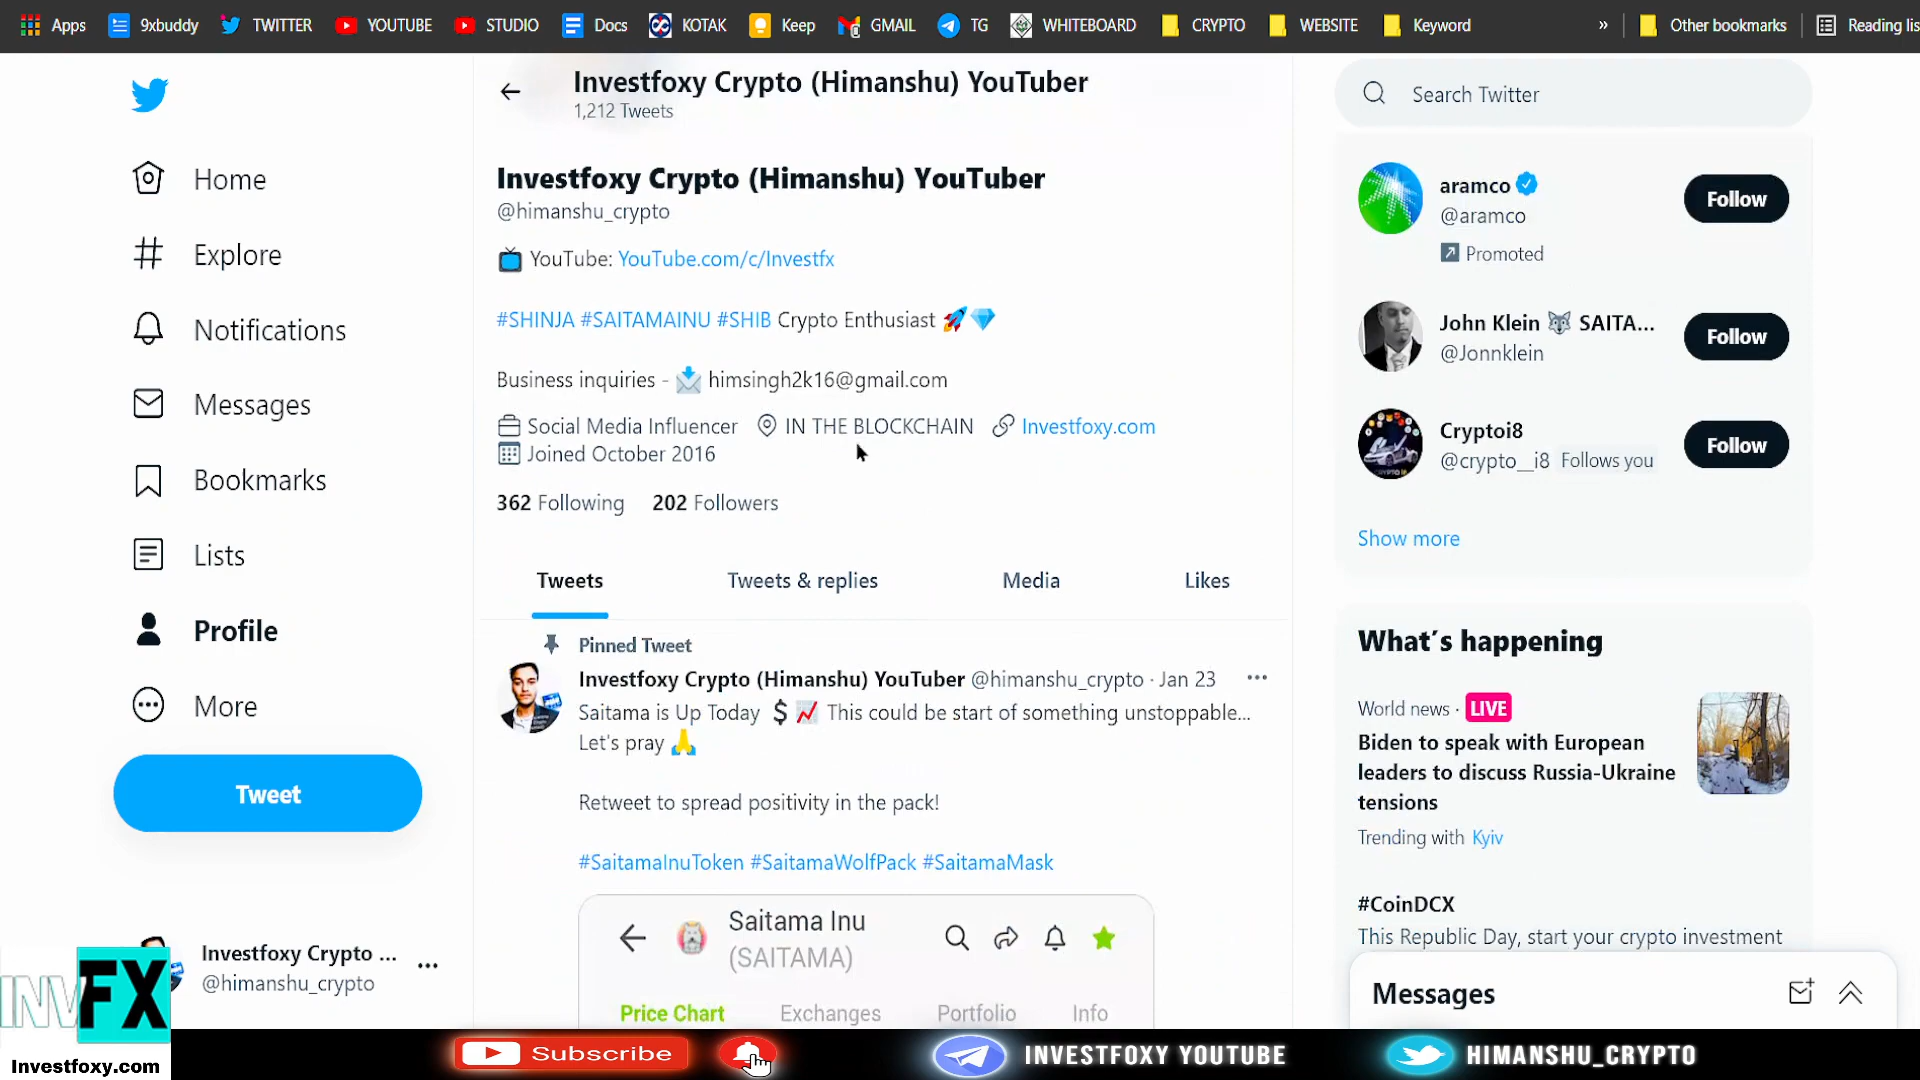 Apps 9xbuddy TWITTER YOUTUBE STUDIO Docs KOTAK Keep GMAIL TG WHITEBOARD CRYPTO WEBSITE Keyword » Other bookmarks Reading lis
Investfoxy Crypto (Himanshu) YouTuber
1,212 Tweets
Search Twitter
Home
Explore
Notifications
Messages
Bookmarks
Lists
Profile
More
Tweet
Investfoxy Crypto ...
@himanshu_crypto
Investfoxy Crypto (Himanshu) YouTuber
@himanshu_crypto
YouTube: YouTube.com/c/Investfx
#SHINJA #SAITAMAINU #SHIB Crypto Enthusiast 🚀💎
Business inquiries - 📩 himsingh2k16@gmail.com
Social Media Influencer IN THE BLOCKCHAIN Investfoxy.com
Joined October 2016
362 Following 202 Followers
Tweets Tweets & replies Media Likes
Pinned Tweet
Investfoxy Crypto (Himanshu) YouTuber @himanshu_crypto · Jan 23
Saitama is Up Today 💲📈 This could be start of something unstoppable...
Let's pray 🙏
Retweet to spread positivity in the pack!
#SaitamaInuToken #SaitamaWolfPack #SaitamaMask
Saitama Inu
(SAITAMA)
Price Chart Exchanges Portfolio Info
aramco
@aramco
Follow
Promoted
John Klein 🐺 SAITA...
@Jonnklein
Follow
Cryptoi8
@crypto__i8 Follows you
Follow
Show more
What's happening
World news · LIVE
Biden to speak with European
leaders to discuss Russia-Ukraine
tensions
Trending with Kyiv
#CoinDCX
This Republic Day, start your crypto investment
Messages
INVFX
Investfoxy.com
Subscribe
INVESTFOXY YOUTUBE
HIMANSHU_CRYPTO